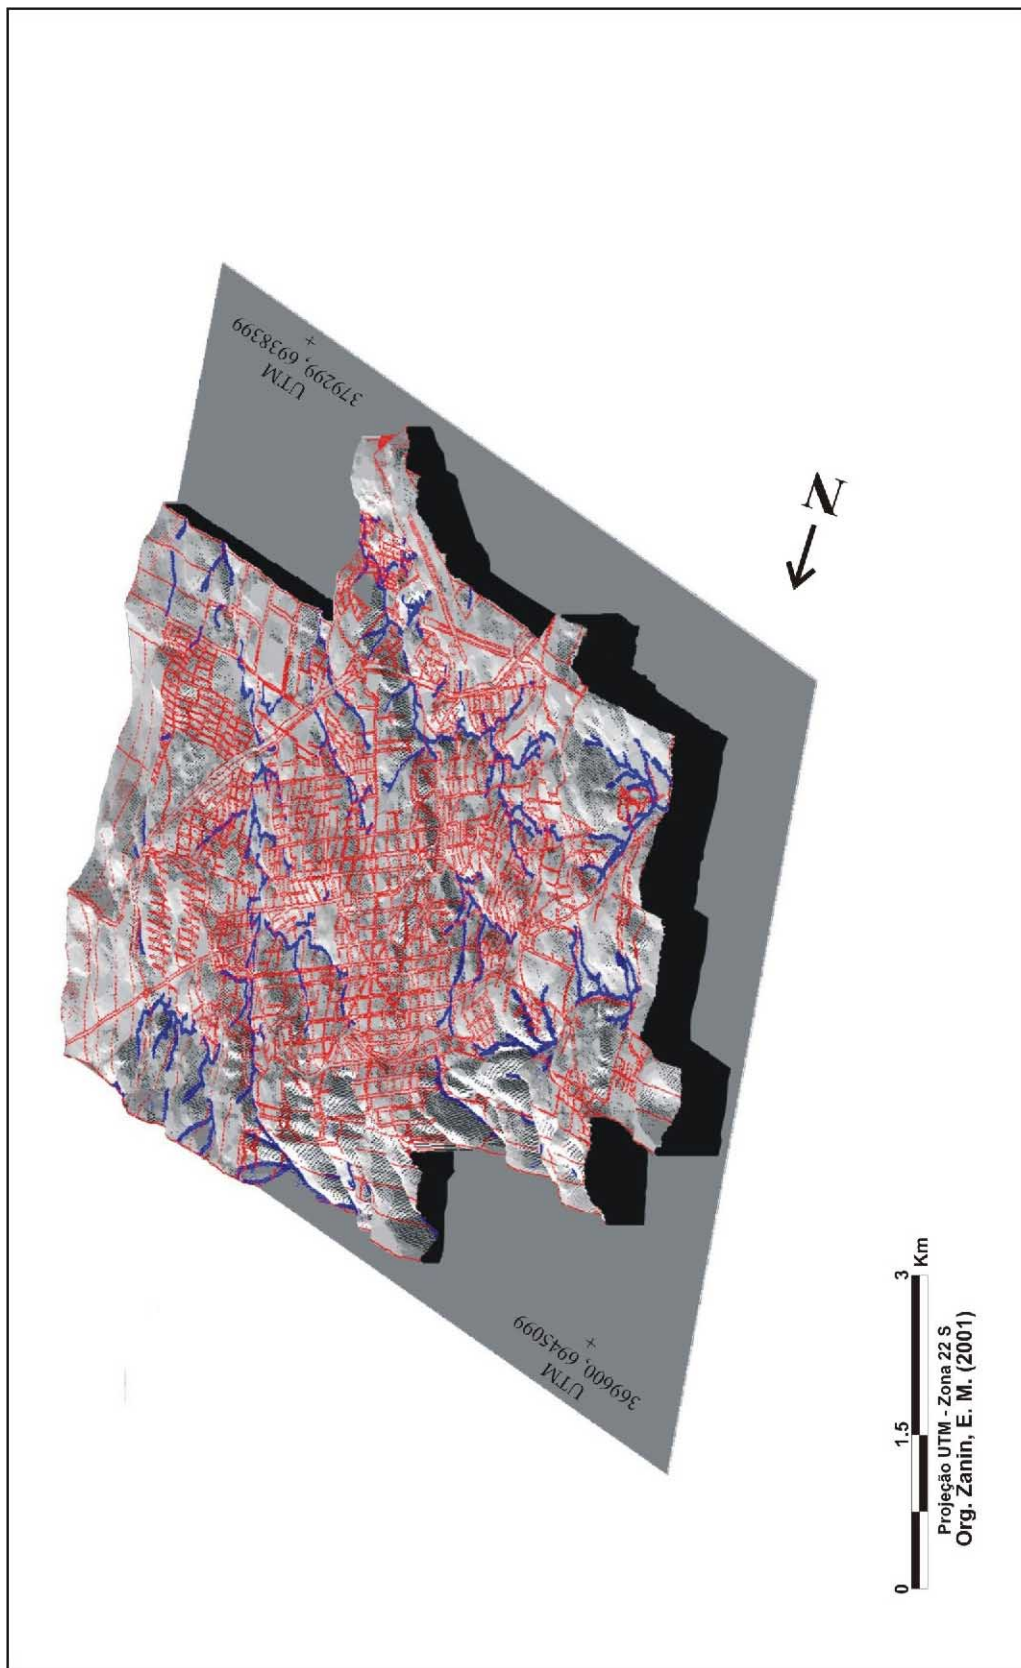 UTM
379299, 6938399
+
N
UTM
369600, 6945099
+
0 1.5 3 Km
Projeção UTM - Zona 22 S
Org. Zanin, E. M. (2001)